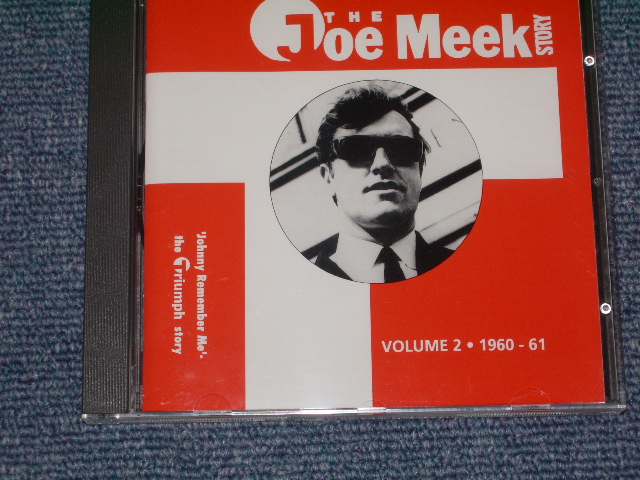 THE
Joe Meek
STORY
'Johnny Remember Me'-
the Triumph story
VOLUME 2 • 1960 - 61